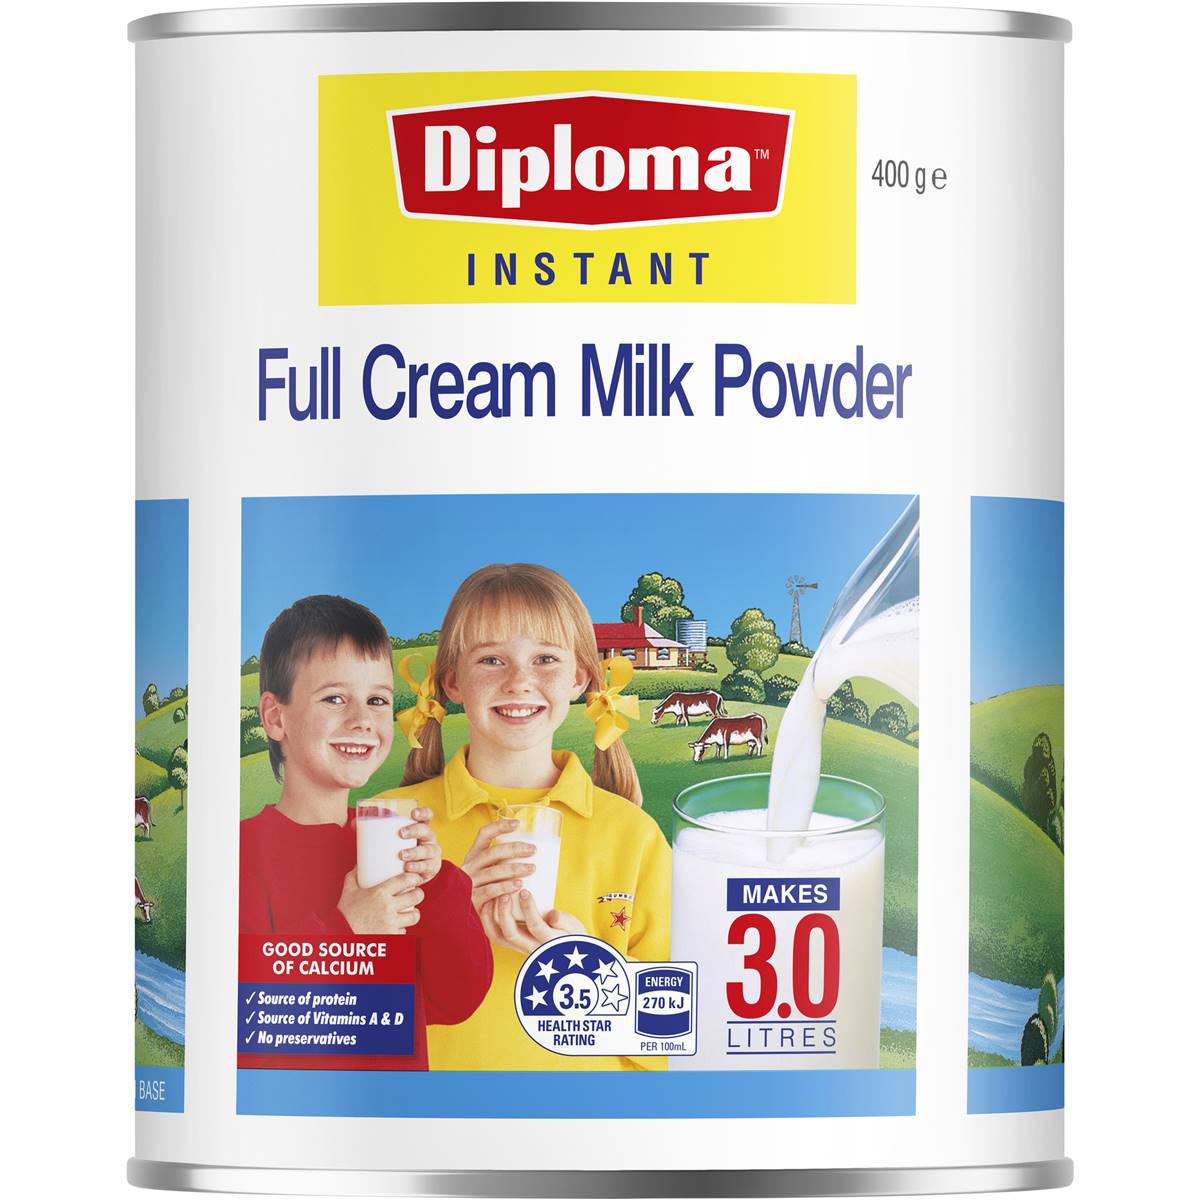 Diploma™
INSTANT
400 g e
Full Cream Milk Powder
MAKES
3.0
LITRES
GOOD SOURCE
OF CALCIUM
✓ Source of protein
✓ Source of Vitamins A & D
✓ No preservatives
3.5
HEALTH STAR
RATING
ENERGY
270 kJ
PER 100mL
BASE